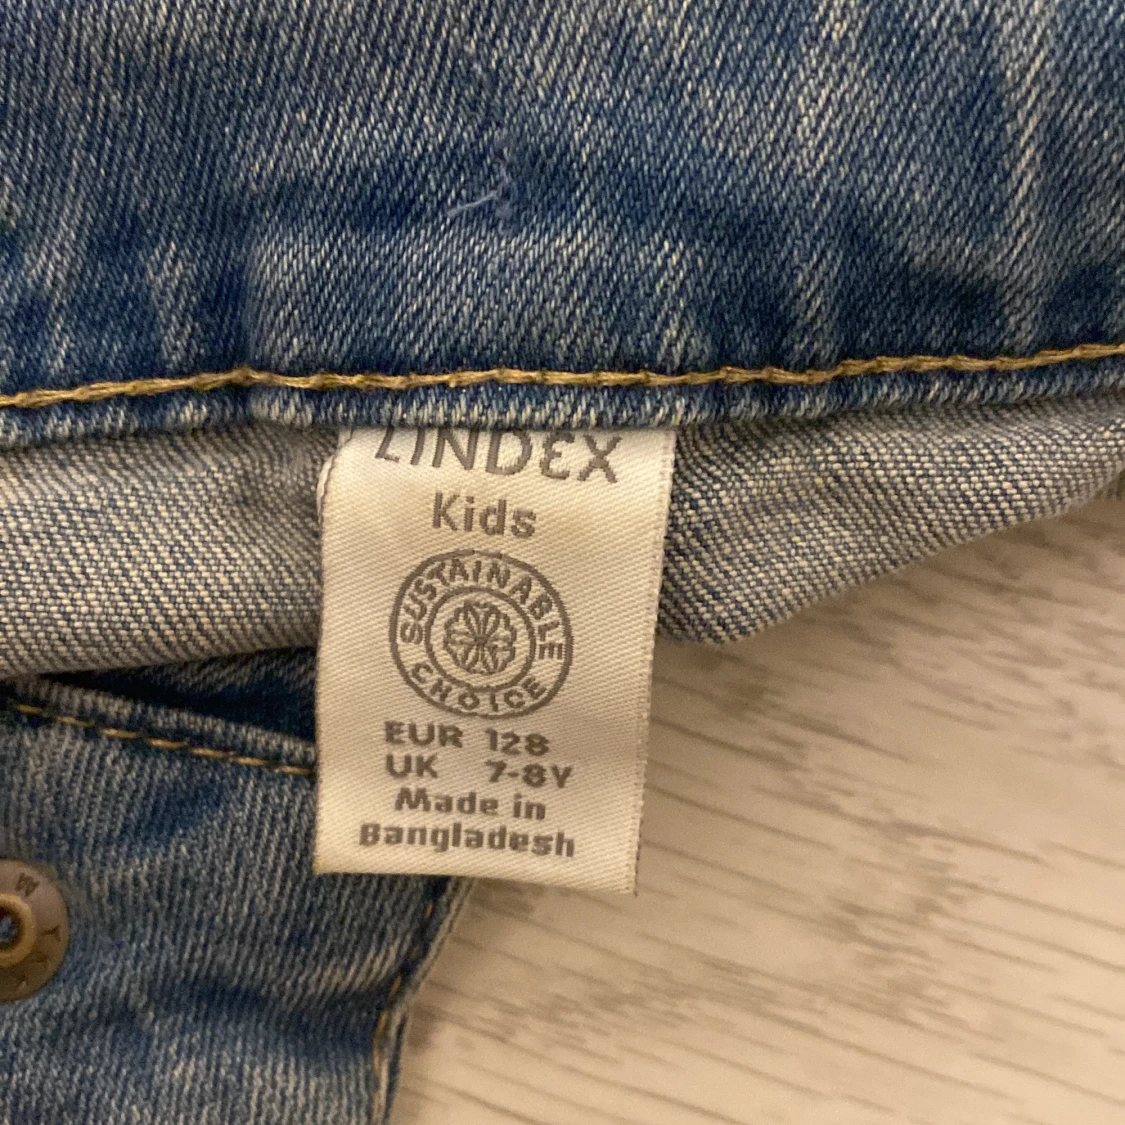 LINDEX
Kids
SUSTAINABLE
CHOICE
EUR 128
UK 7-8Y
Made in
Bangladesh